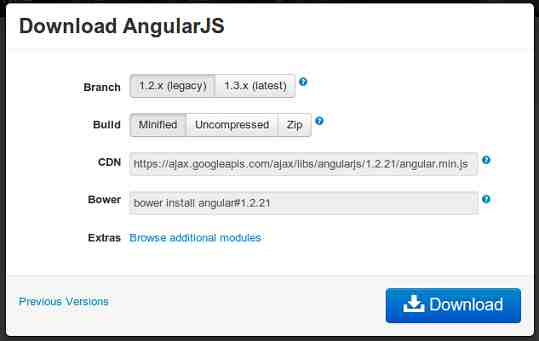 Download AngularJS
Branch 1.2.x (legacy) 1.3.x (latest) ?
Build Minified Uncompressed Zip ?
CDN https://ajax.googleapis.com/ajax/libs/angularjs/1.2.21/angular.min.js ?
Bower bower install angular#1.2.21 ?
Extras Browse additional modules
Previous Versions Download